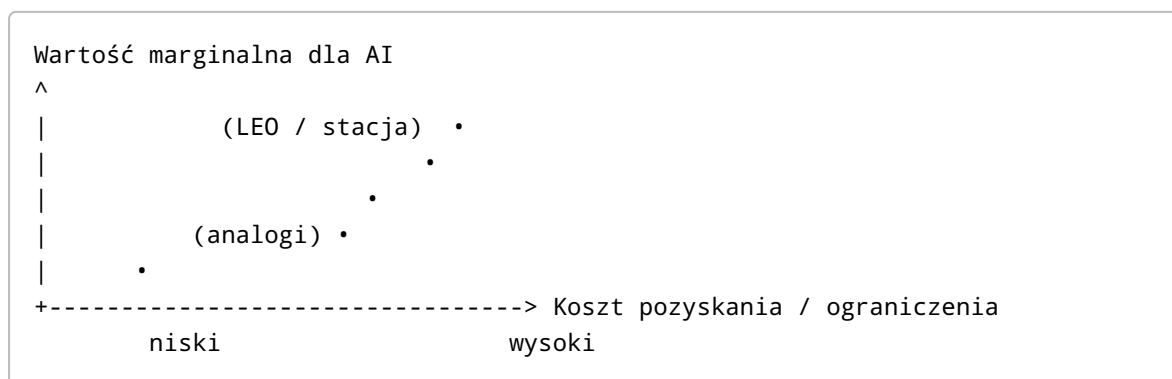 Wartość marginalna dla AI
^
|            (LEO / stacja)  •
|                          •
|                      •
|          (analogi) •
|      •
+---------------------------------> Koszt pozyskania / ograniczenia
niski                    wysoki